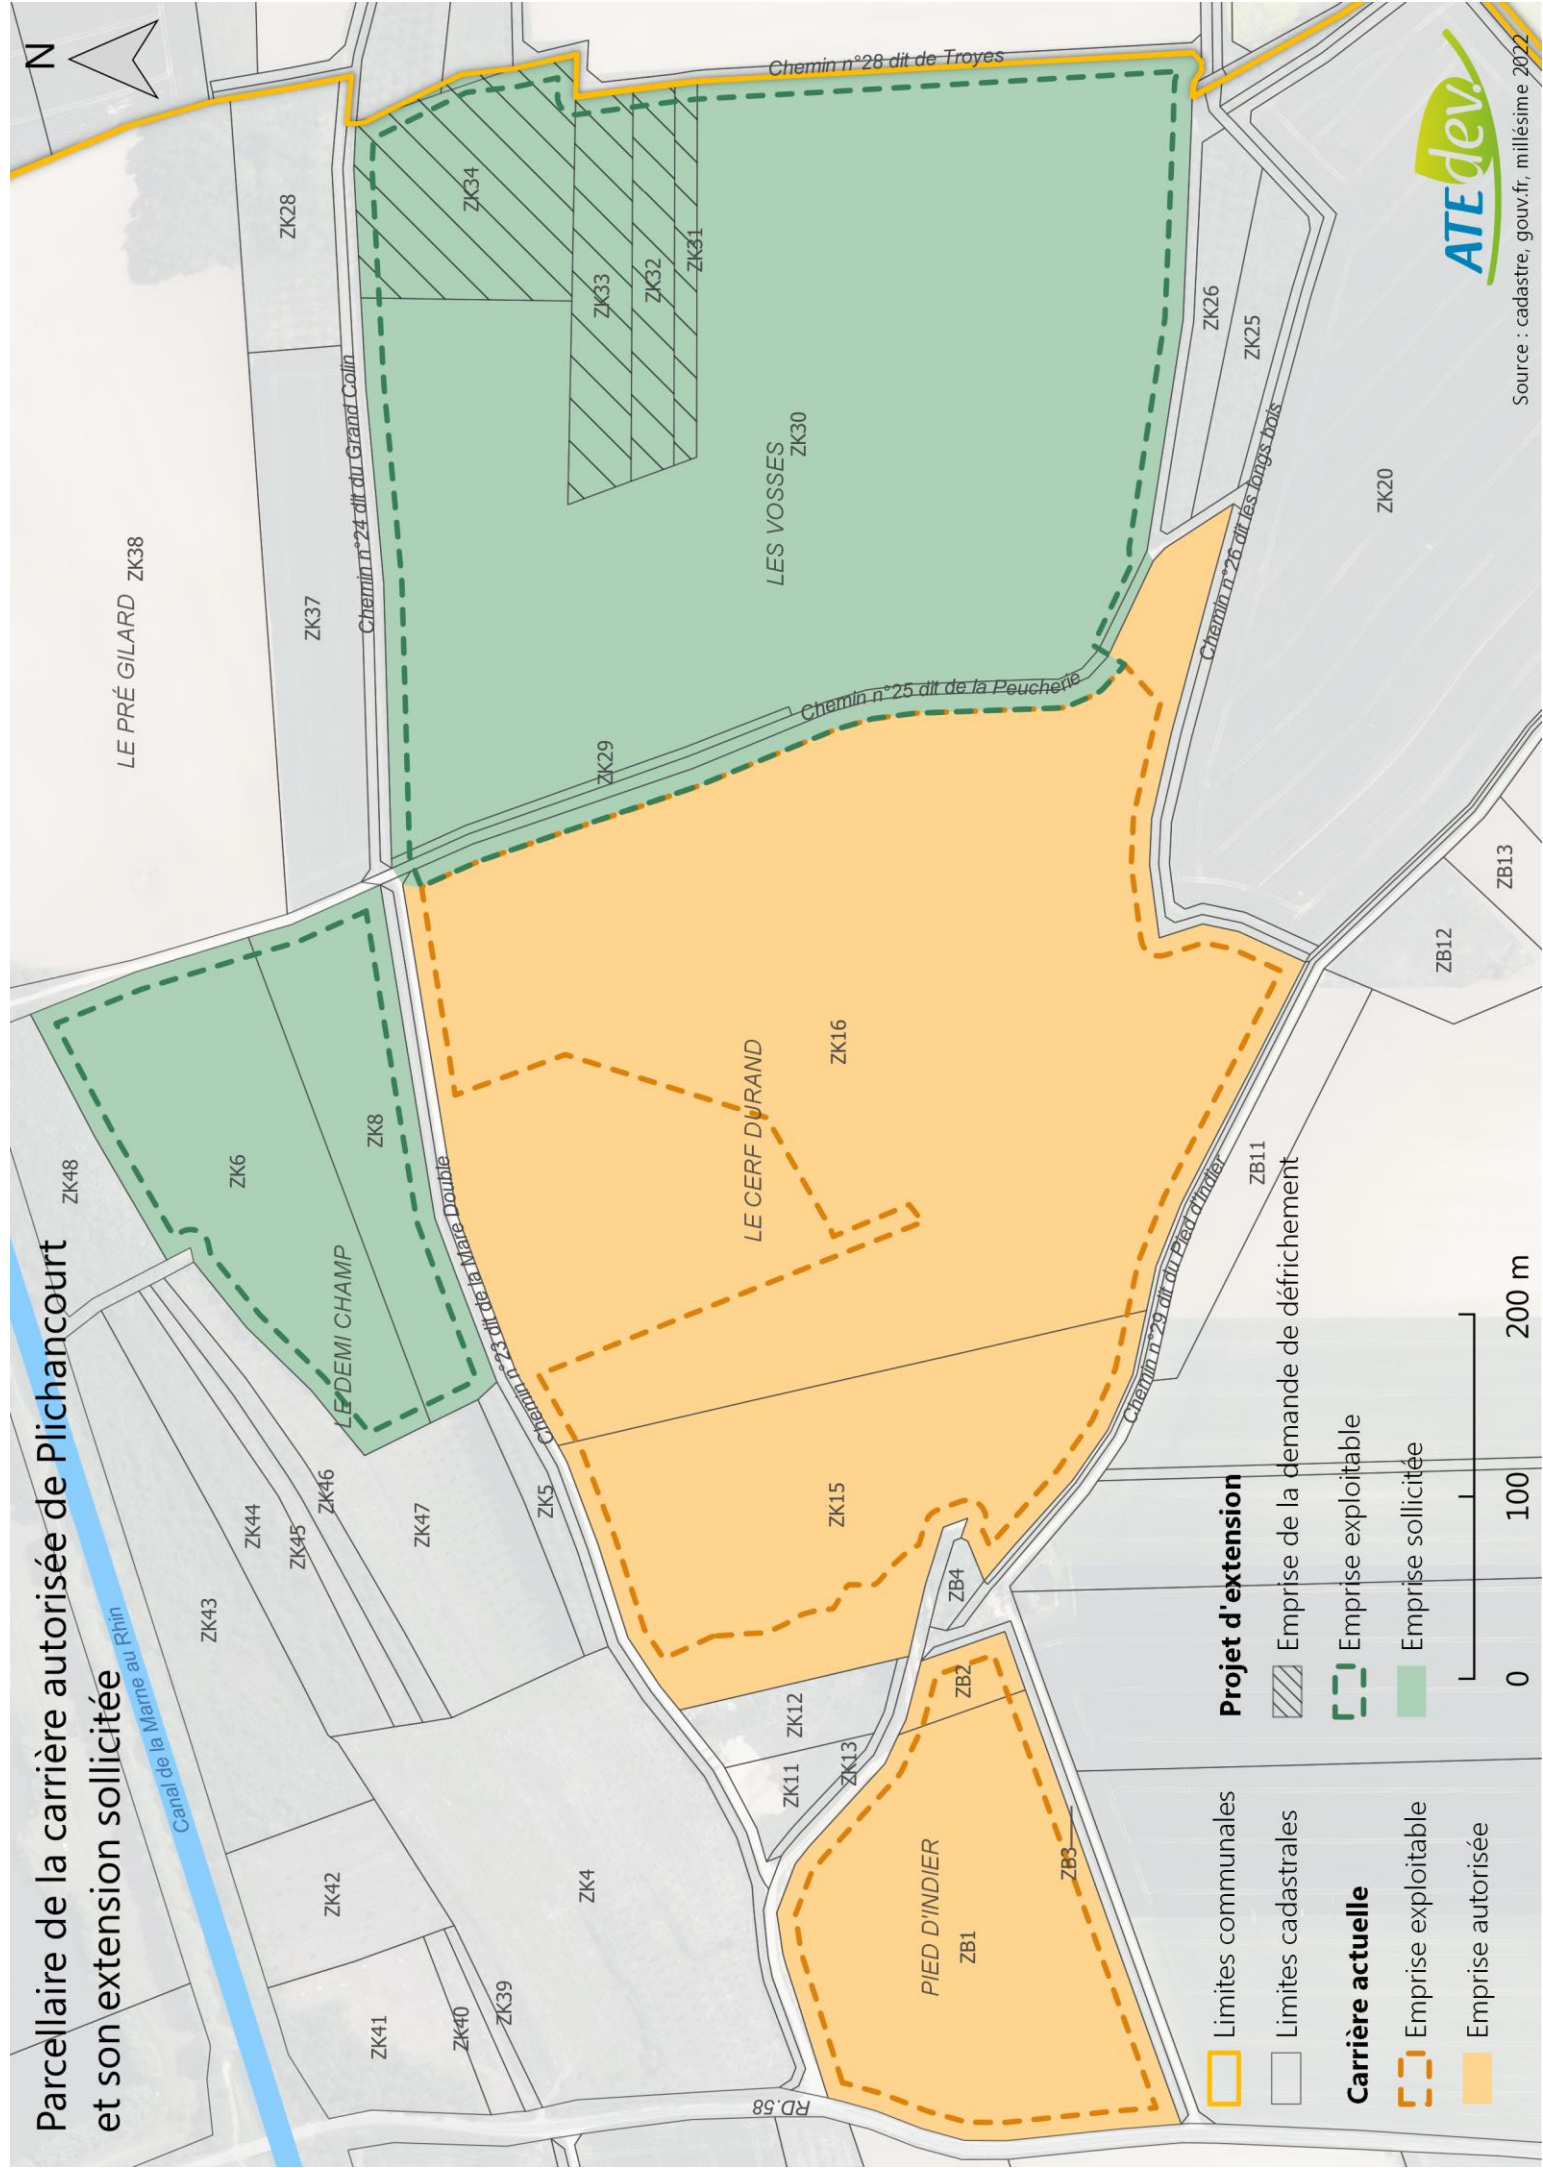 Parcellaire de la carrière autorisée de Plichancourt
et son extension sollicitée
N
Canal de la Marne au Rhin
LE PRÉ GILARD
ZK38
ZK28
ZK37
Chemin n°24 dit du Grand Colin
Chemin n°28 dit de Troyes
ZK34
ZK33
ZK32
ZK31
LES VOSSES
ZK30
ZK29
Chemin n°25 dit de la Peucherie
ZK26
ZK25
Chemin n°26 dit les longs bois
ZK20
ZK48
ZK6
ZK8
LE DEMI CHAMP
Chemin n°23 dit de la Mare Double
ZK43
ZK44
ZK45
ZK46
ZK47
ZK5
ZK42
ZK41
ZK40
ZK39
ZK4
LE CERF DURAND
ZK16
ZK15
ZK12
ZK11
ZK13
ZB4
ZB2
PIED D'INDIER
ZB1
ZB3
RD.58
Chemin n°29 dit du Pied d'Indier
ZB11
ZB12
ZB13
Limites communales
Limites cadastrales
Carrière actuelle
Emprise exploitable
Emprise autorisée
Projet d'extension
Emprise de la demande de défrichement
Emprise exploitable
Emprise sollicitée
0 100 200 m
ATE dev.
Source : cadastre, gouv.fr, millésime 2022